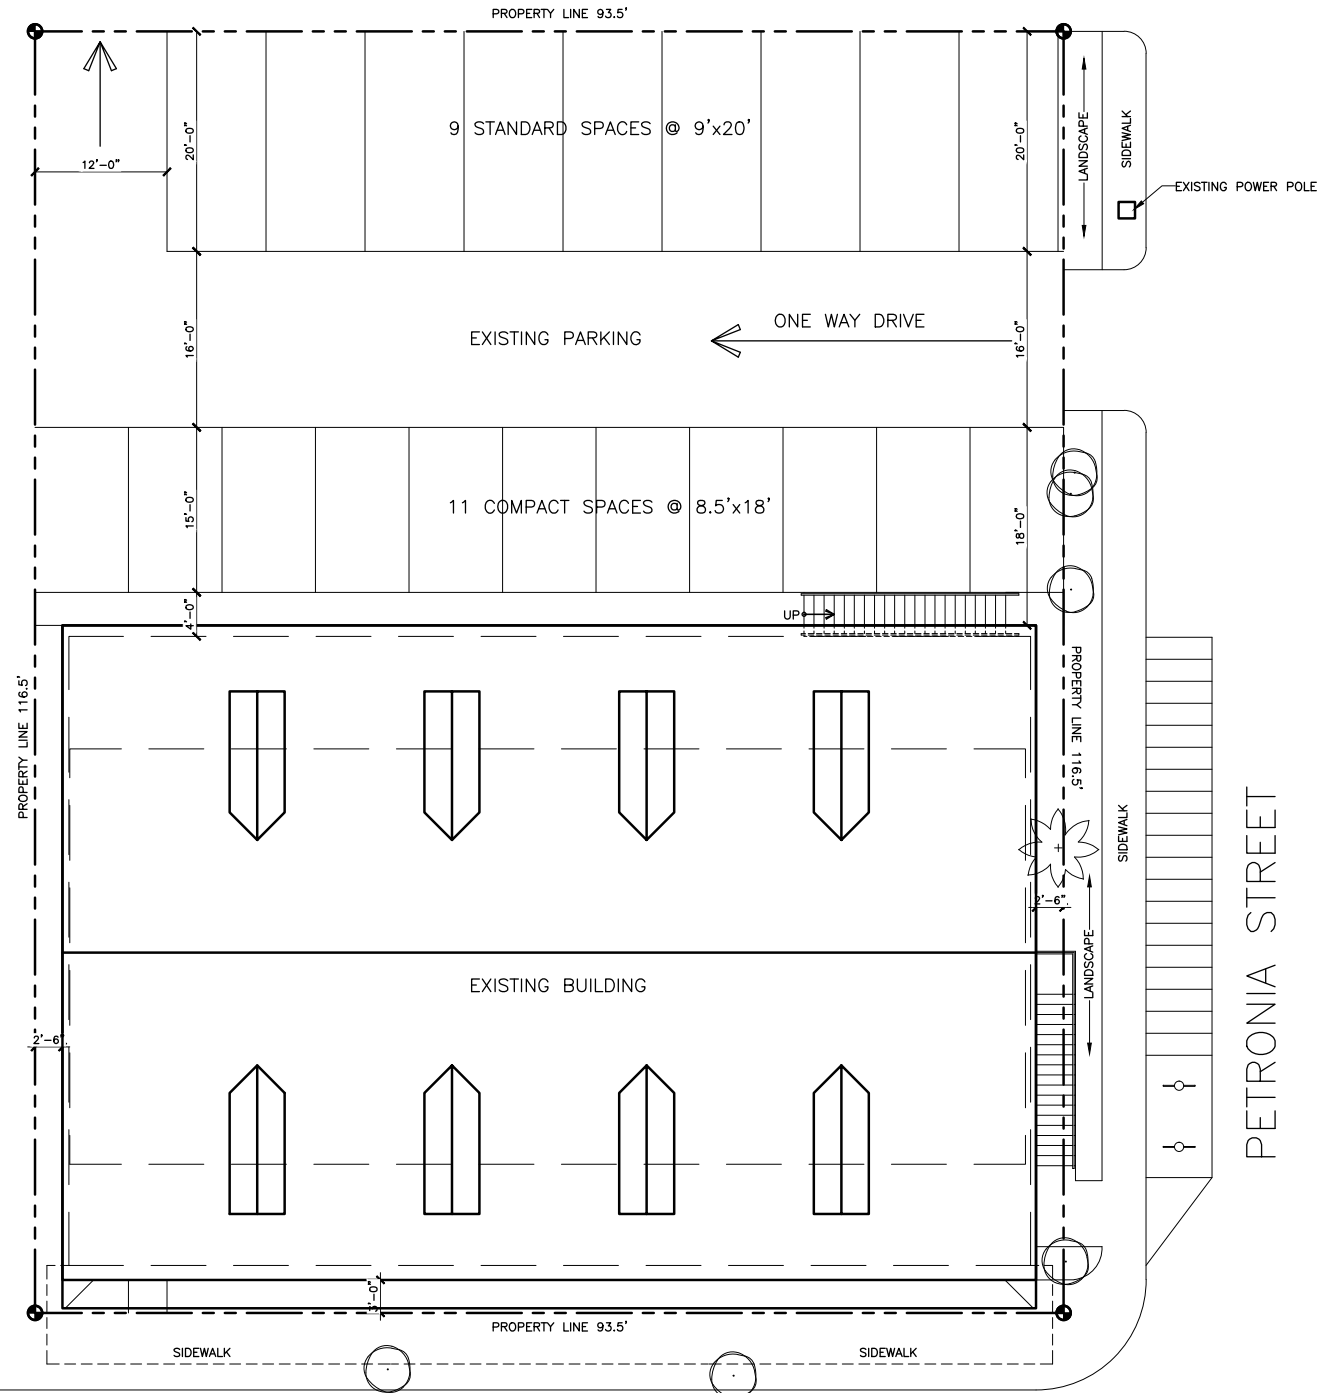 PROPERTY LINE 93.5'
9 STANDARD SPACES @ 9'x20'
20'-0"
20'-0"
LANDSCAPE
SIDEWALK
12'-0"
EXISTING POWER POLE
ONE WAY DRIVE
EXISTING PARKING
16'-0"
16'-0"
11 COMPACT SPACES @ 8.5'x18'
15'-0"
18'-0"
4'-0"
UP
PROPERTY LINE 116.5'
PROPERTY LINE 116.5'
SIDEWALK
2'-6"
LANDSCAPE
PETRONIA STREET
EXISTING BUILDING
2'-6"
3'-0"
PROPERTY LINE 93.5'
SIDEWALK
SIDEWALK